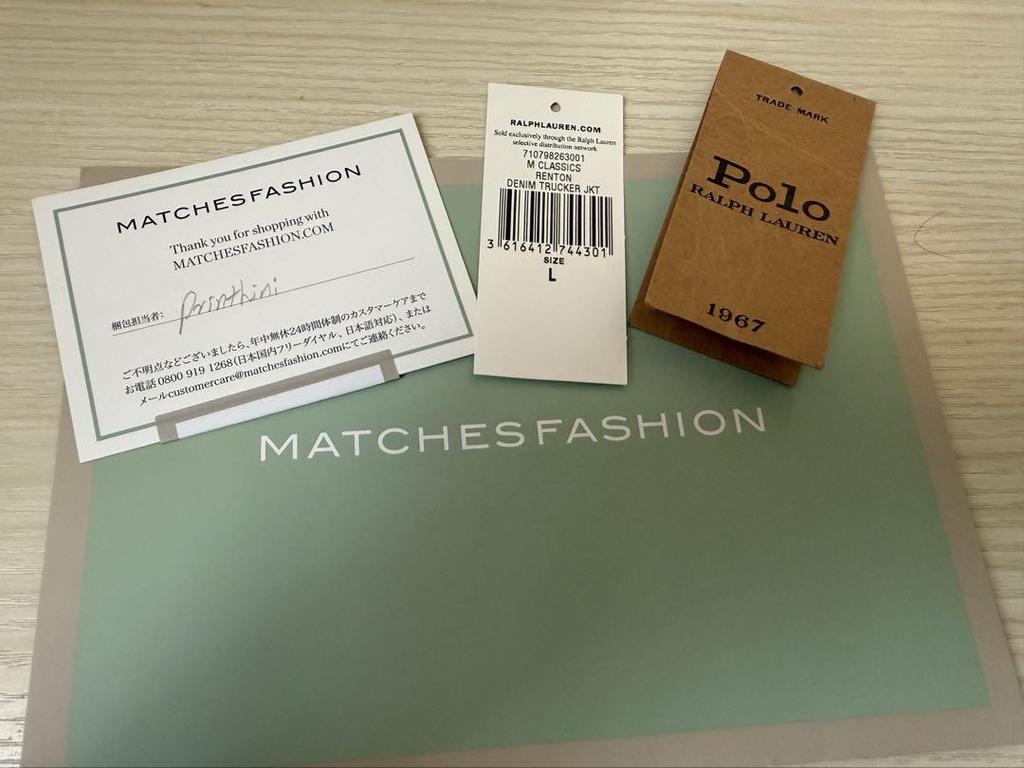 MATCHESFASHION
Thank you for shopping with
MATCHESFASHION.COM
梱包担当者:
ご不明点などございましたら、年中無休24時間体制のカスタマーケアまで
お電話 0800 919 1268(日本国内フリーダイヤル、日本語対応)、または
メールcustomercare@matchesfashion.comにてご連絡ください。
RALPHLAUREN.COM
Sold exclusively through the Ralph Lauren
selective distribution network
710798263001
M CLASSICS
RENTON
DENIM TRUCKER JKT
3 616412 744301
SIZE
L
TRADE MARK
Polo
RALPH LAUREN
1967
MATCHESFASHION